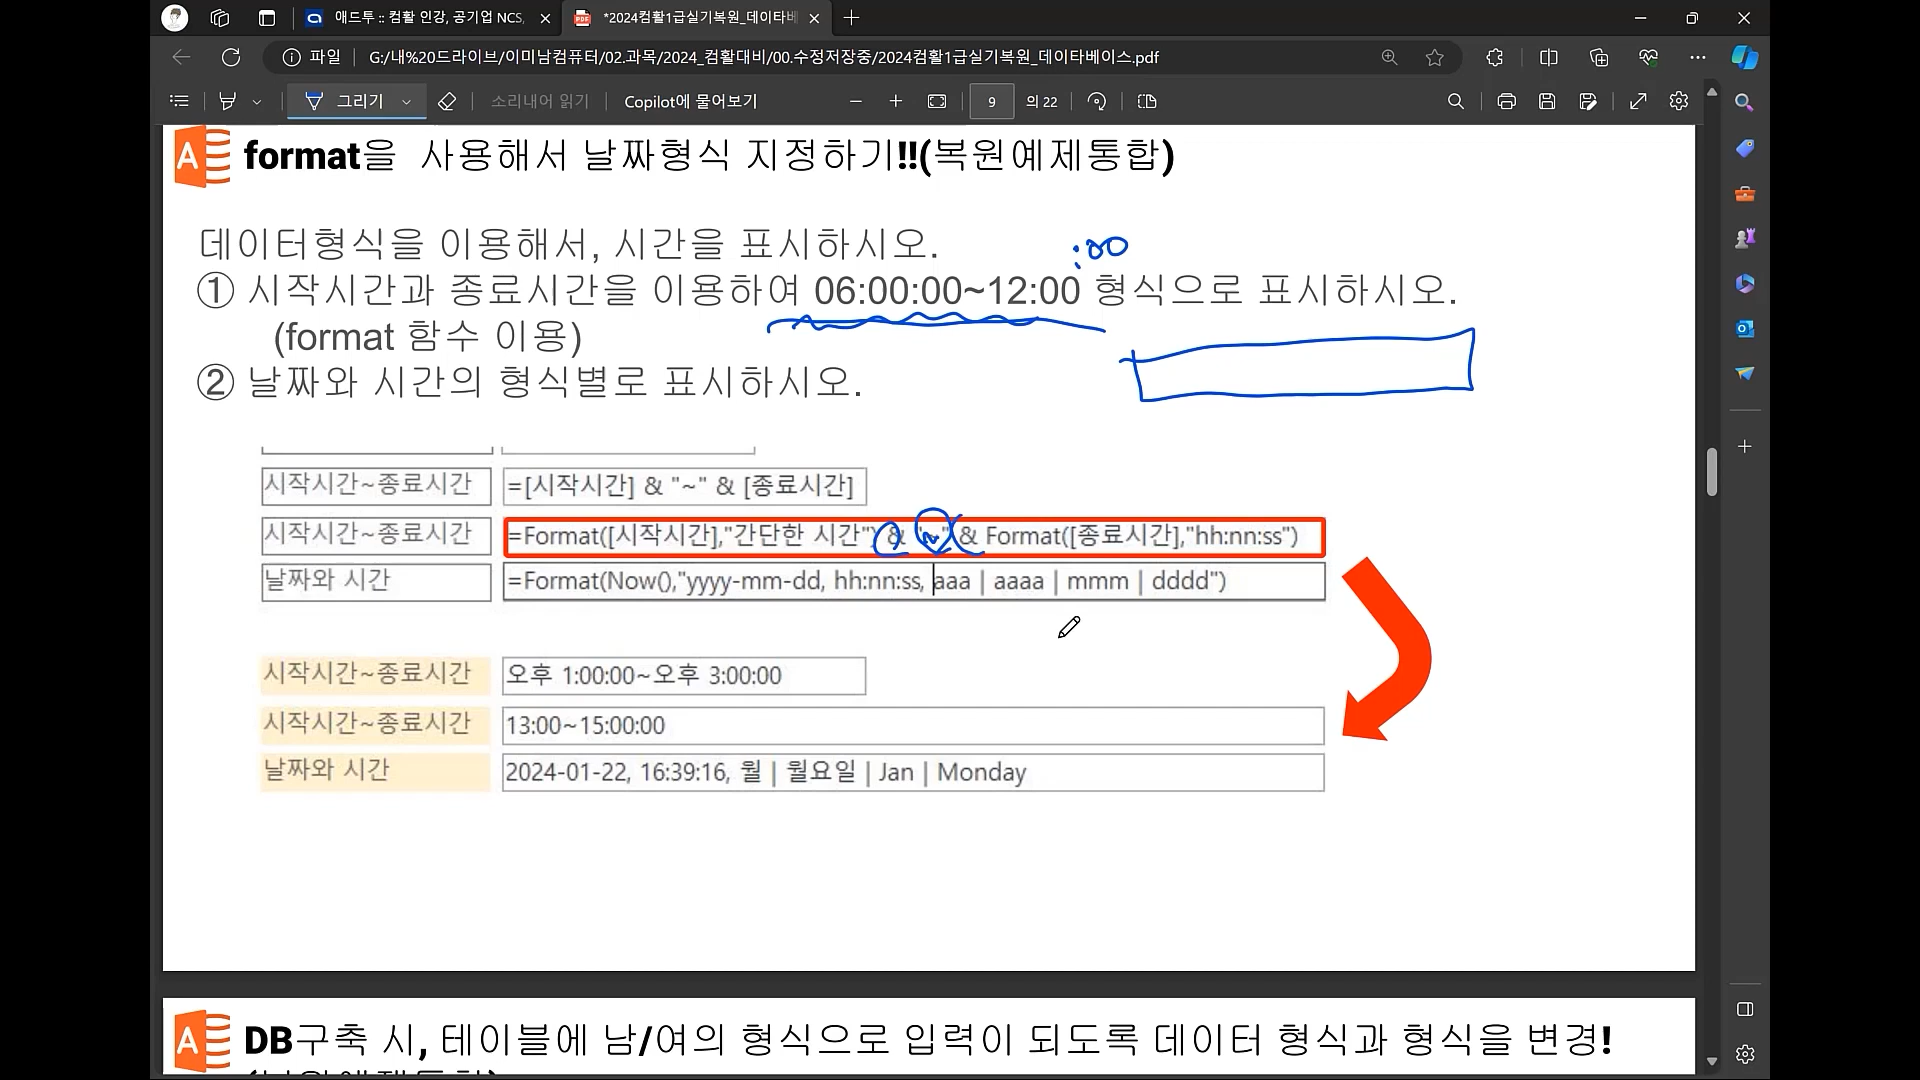 애드투 :: 컴활 인강, 공기업 NCS,
*2024컴활1급실기복원_데이타베
파일
G:/내%20드라이브/이미남컴퓨터/02.과목/2024_컴활대비/00.수정저장중/2024컴활1급실기복원_데이타베이스.pdf
그리기
소리내어 읽기
Copilot에 물어보기
9
의 22
format을 사용해서 날짜형식 지정하기!!(복원예제통합)
데이터형식을 이용해서, 시간을 표시하시오.
:00
① 시작시간과 종료시간을 이용하여 06:00:00~12:00 형식으로 표시하시오.
(format 함수 이용)
② 날짜와 시간의 형식별로 표시하시오.
시작시간~종료시간
=[시작시간] & "~" & [종료시간]
시작시간~종료시간
=Format([시작시간],"간단한 시간") & "~" & Format([종료시간],"hh:nn:ss")
날짜와 시간
=Format(Now(),"yyyy-mm-dd, hh:nn:ss, aaa | aaaa | mmm | dddd")
시작시간~종료시간
오후 1:00:00~오후 3:00:00
시작시간~종료시간
13:00~15:00:00
날짜와 시간
2024-01-22, 16:39:16, 월 | 월요일 | Jan | Monday
DB구축 시, 테이블에 남/여의 형식으로 입력이 되도록 데이터 형식과 형식을 변경!